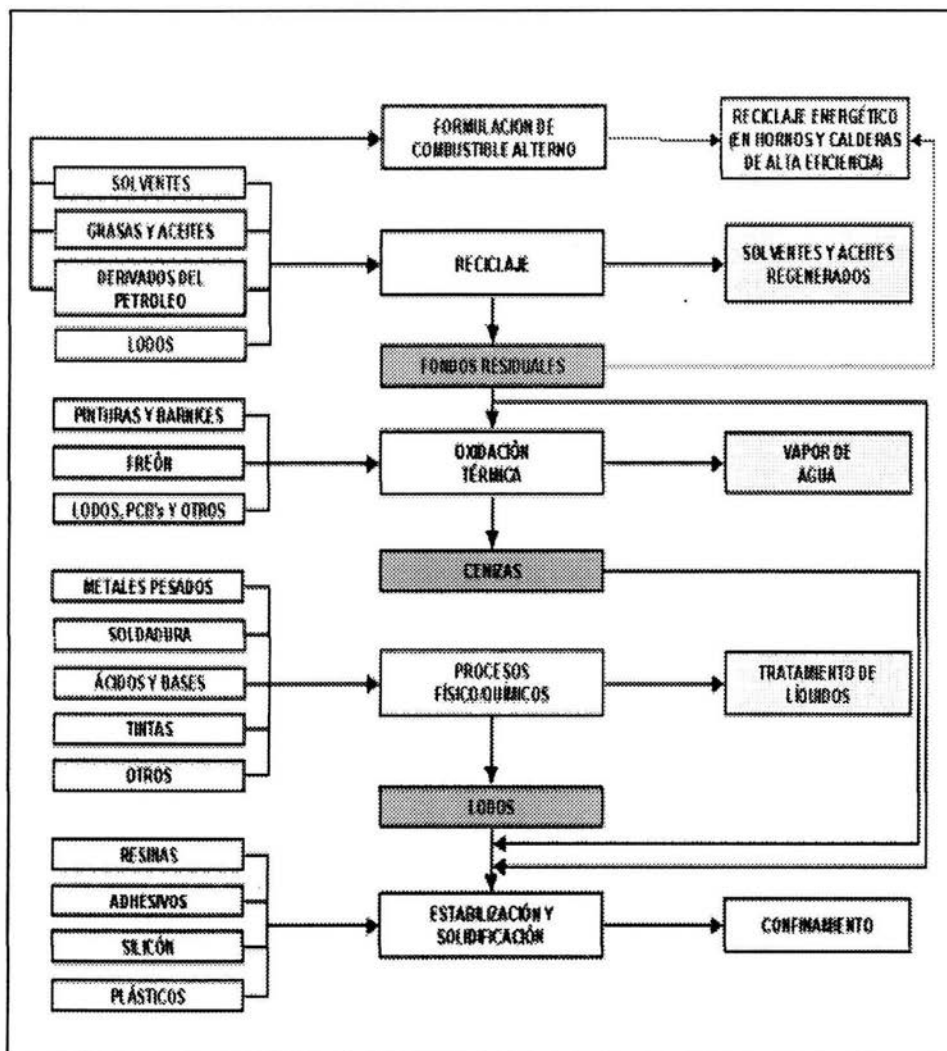 FORMULACION DE
COMBUSTIBLE ALTERNO
RECICLAJE ENERGÉTICO
(EN HORNOS Y CALDERAS
DE ALTA EFICIENCIA)
SOLVENTES
GRASAS Y ACEITES
DERIVADOS DEL
PETROLEO
LODOS
RECICLAJE
SOLVENTES Y ACEITES
REGENERADOS
FONDOS RESIDUALES
PINTURAS Y BARNICES
FREÓN
LODOS, PCB's Y OTROS
OXIDACIÓN
TÉRMICA
VAPOR DE
AGUA
CENIZAS
METALES PESADOS
SOLDADURA
ÁCIDOS Y BASES
TINTAS
OTROS
PROCESOS
FÍSICO/QUÍMICOS
TRATAMIENTO DE
LÍQUIDOS
LODOS
RESINAS
ADHESIVOS
SILICÓN
PLÁSTICOS
ESTABILIZACIÓN Y
SOLIDIFICACIÓN
CONFINAMIENTO